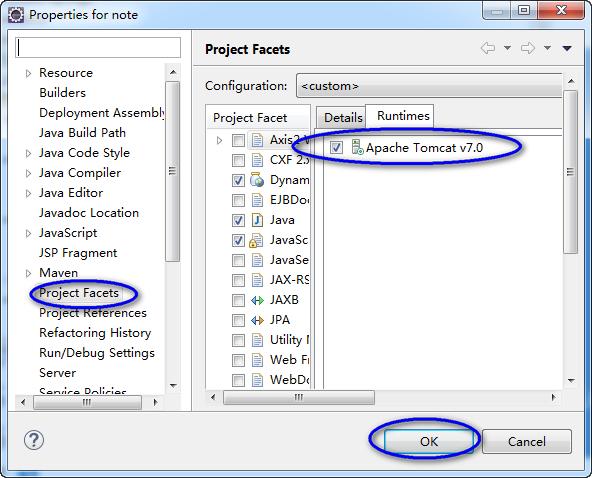 Properties for note
Project Facets
Resource
Builders
Deployment Assembly
Java Build Path
Java Code Style
Java Compiler
Java Editor
Javadoc Location
JavaScript
JSP Fragment
Maven
Project Facets
Project References
Refactoring History
Run/Debug Settings
Server
Service Policies
Configuration:
<custom>
Project Facet
Axis2 W
CXF 2.x
Dynam
EJBDoc
Java
JavaSc
JavaSe
JAX-RS
JAXB
JPA
Utility M
Web Fr
WebDo
Details
Runtimes
Apache Tomcat v7.0
?
OK
Cancel